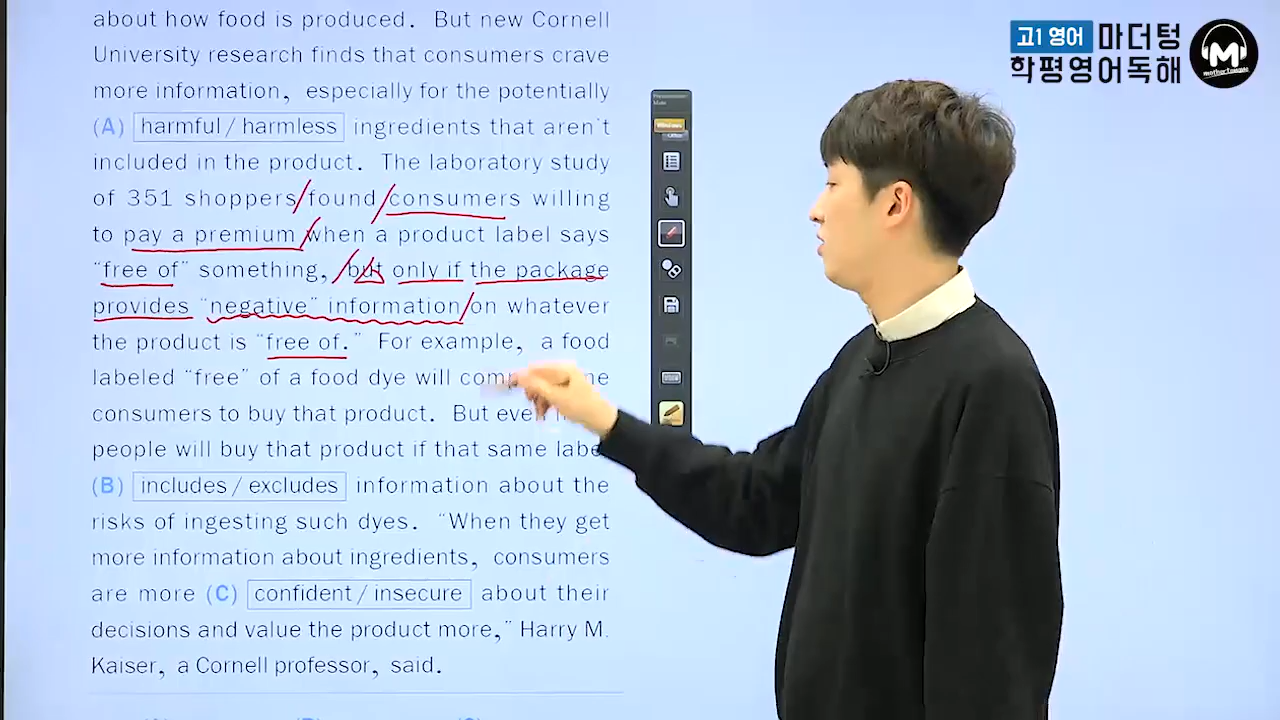 about how food is produced. But new Cornell
University research finds that consumers crave
more information, especially for the potentially
(A) harmful / harmless ingredients that aren't
included in the product. The laboratory study
of 351 shoppers found consumers willing
to pay a premium when a product label says
“free of” something, but only if the package
provides “negative” information on whatever
the product is “free of.” For example, a food
labeled “free” of a food dye will
consumers to buy that product. But
people will buy that product if that same
(B) includes / excludes information about the
risks of ingesting such dyes. “When they get
more information about ingredients, consumers
are more (C) confident / insecure about their
decisions and value the product more,” Harry M.
Kaiser, a Cornell professor, said.
고1 영어 마더텅
학평영어독해
M